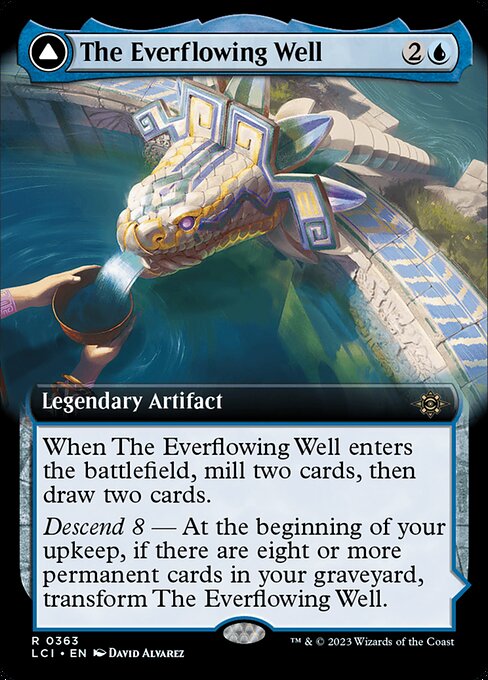 The Everflowing Well 2
Legendary Artifact
When The Everflowing Well enters
the battlefield, mill two cards, then
draw two cards.
Descend 8 — At the beginning of your
upkeep, if there are eight or more
permanent cards in your graveyard,
transform The Everflowing Well.
R 0363
LCI • EN David Alvarez
™ & © 2023 Wizards of the Coast